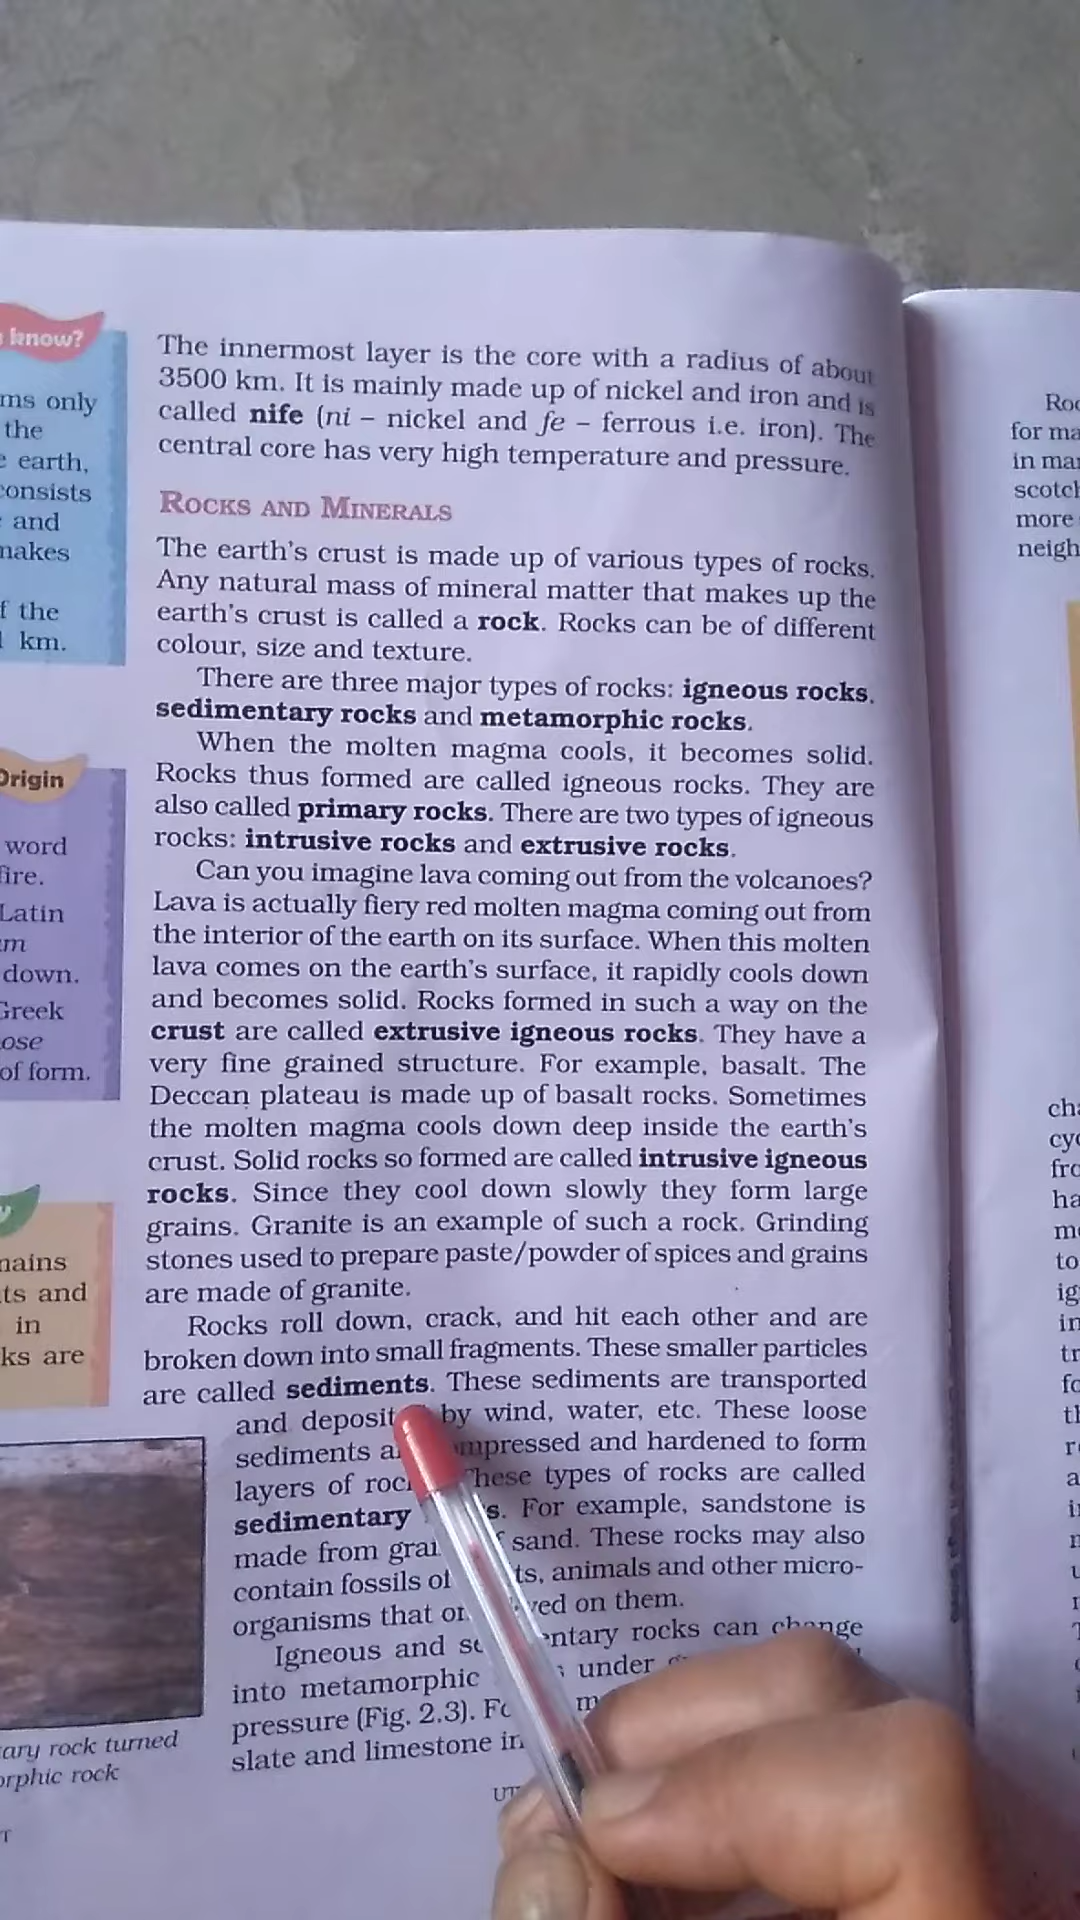 know?
ms only
the
earth,
consists
and
makes
f the
km.
Origin
word
fire.
Latin
m
down.
Greek
ose
of form.
ains
ts and
in
ks are
ary rock turned
orphic rock
T
The innermost layer is the core with a radius of about
3500 km. It is mainly made up of nickel and iron and is
called nife (ni – nickel and fe – ferrous i.e. iron). The
central core has very high temperature and pressure.
ROCKS AND MINERALS
The earth's crust is made up of various types of rocks.
Any natural mass of mineral matter that makes up the
earth's crust is called a rock. Rocks can be of different
colour, size and texture.
There are three major types of rocks: igneous rocks,
sedimentary rocks and metamorphic rocks.
When the molten magma cools, it becomes solid.
Rocks thus formed are called igneous rocks. They are
also called primary rocks. There are two types of igneous
rocks: intrusive rocks and extrusive rocks.
Can you imagine lava coming out from the volcanoes?
Lava is actually fiery red molten magma coming out from
the interior of the earth on its surface. When this molten
lava comes on the earth's surface, it rapidly cools down
and becomes solid. Rocks formed in such a way on the
crust are called extrusive igneous rocks. They have a
very fine grained structure. For example, basalt. The
Deccan plateau is made up of basalt rocks. Sometimes
the molten magma cools down deep inside the earth's
crust. Solid rocks so formed are called intrusive igneous
rocks. Since they cool down slowly they form large
grains. Granite is an example of such a rock. Grinding
stones used to prepare paste/powder of spices and grains
are made of granite.
Rocks roll down, crack, and hit each other and are
broken down into small fragments. These smaller particles
are called sediments. These sediments are transported
and deposit by wind, water, etc. These loose
sediments a mpressed and hardened to form
layers of roc These types of rocks are called
sedimentary s. For example, sandstone is
made from grai sand. These rocks may also
contain fossils of ts, animals and other micro-
organisms that on ved on them.
Igneous and se entary rocks can change
into metamorphic under
pressure (Fig. 2.3). Fo
slate and limestone in
Roc
for ma
in man
scotch
more
neigh
cha
cyc
fro
ha
me
to
ig
in
tr
fo